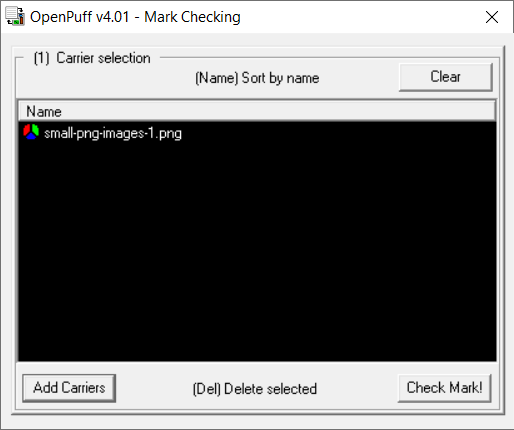 OpenPuff v4.01 - Mark Checking
(1) Carrier selection
(Name) Sort by name
Clear
Name
small-png-images-1.png
Add Carriers
(Del) Delete selected
Check Mark!